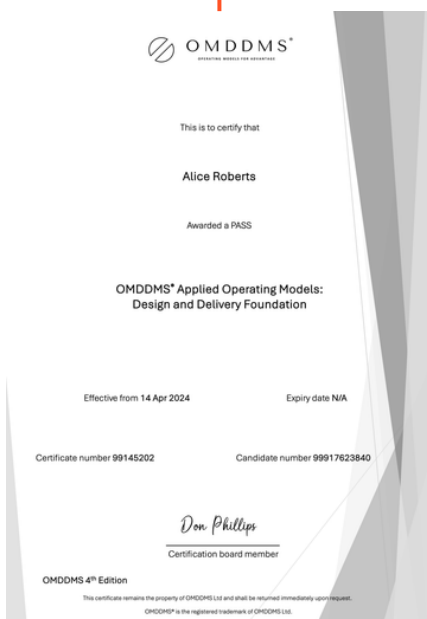 OMDDMS®
OPERATING MODELS FOR ADVANTAGE
This is to certify that
Alice Roberts
Awarded a PASS
OMDDMS® Applied Operating Models:
Design and Delivery Foundation
Effective from 14 Apr 2024 Expiry date N/A
Certificate number 99145202 Candidate number 99917623840
Don Phillips
Certification board member
OMDDMS 4th Edition
This certificate remains the property of OMDDMS Ltd and shall be returned immediately upon request.
OMDDMS® is the registered trademark of OMDDMS Ltd.